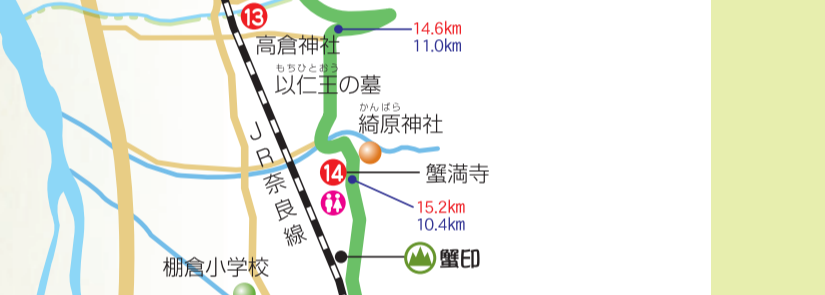 13
14.6km
11.0km
高倉神社
もちひとおう
以仁王の墓
かんばら
綺原神社
JR奈良線
14
蟹満寺
15.2km
10.4km
蟹印
棚倉小学校